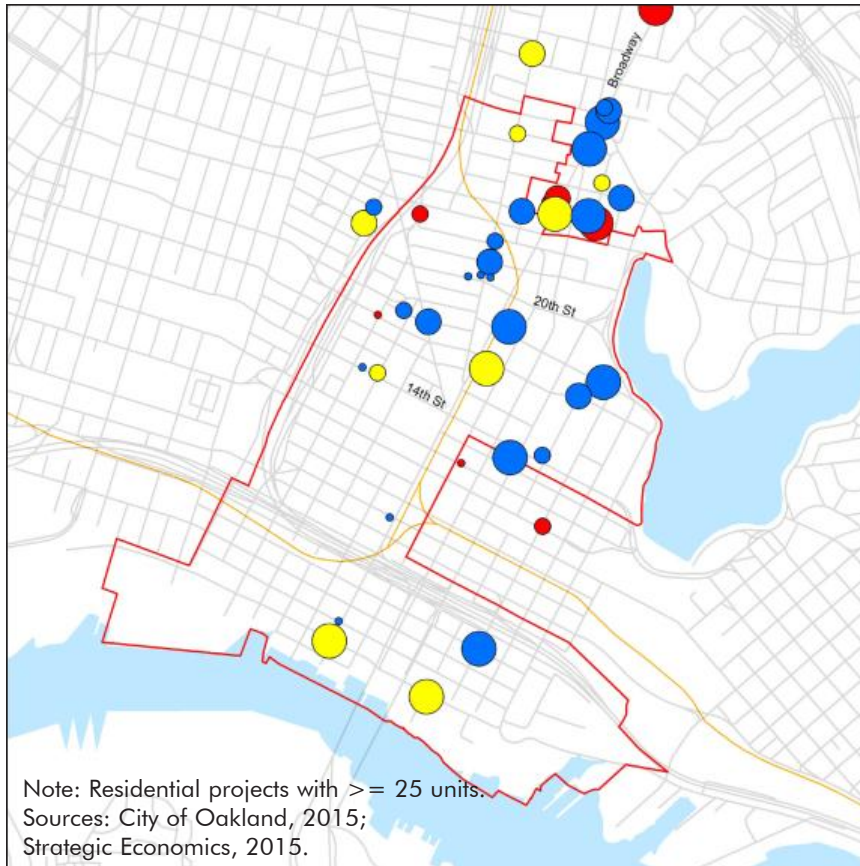 Broadway
20th St
14th St
Note: Residential projects with >= 25 units.
Sources: City of Oakland, 2015;
Strategic Economics, 2015.